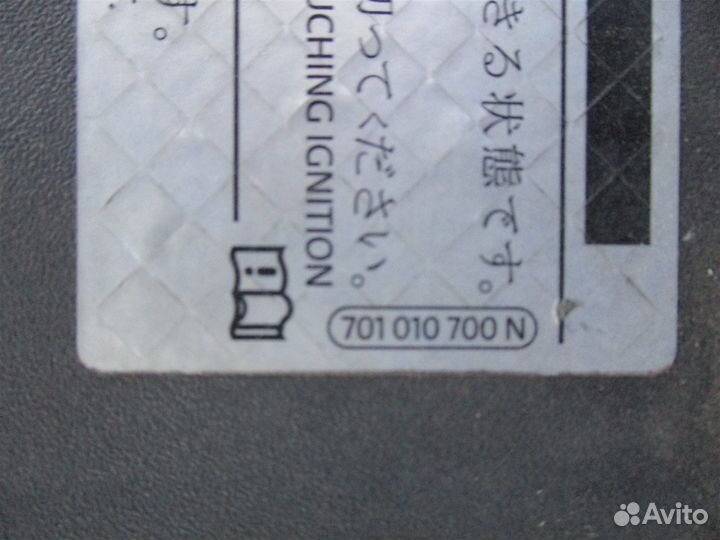 きる状態です。
切ってください。
UCHING IGNITION
す。
701 010 700 N
Avito